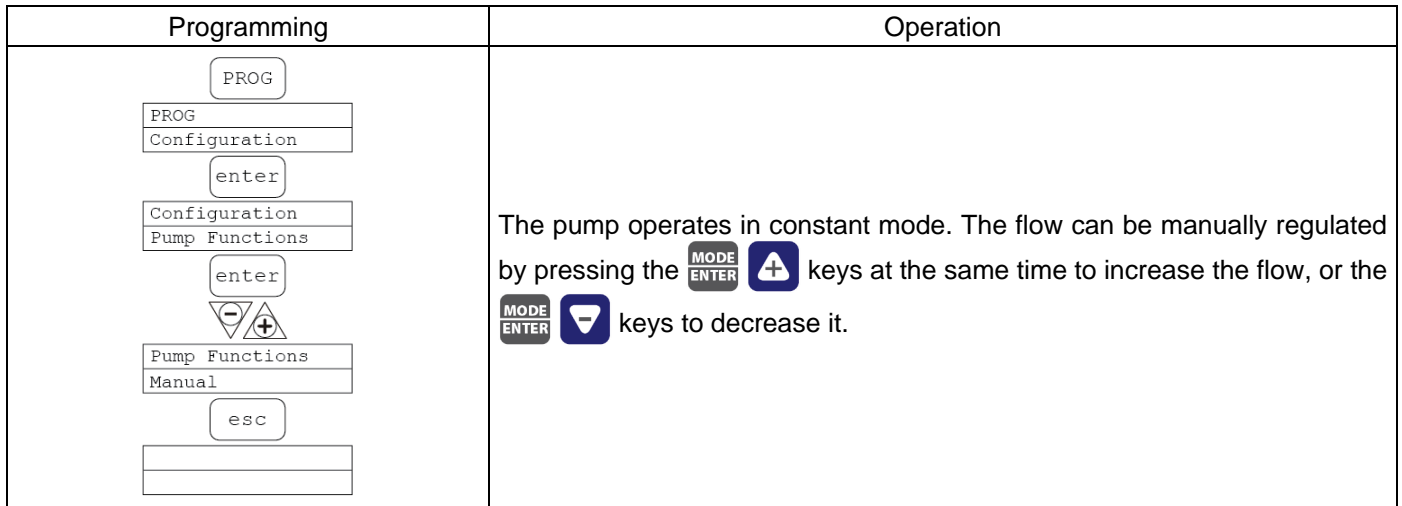 Programming
Operation
PROG
PROG
Configuration
enter
Configuration
Pump Functions
enter
- +
Pump Functions
Manual
esc
The pump operates in constant mode. The flow can be manually regulated
by pressing the MODE ENTER + keys at the same time to increase the flow, or the
MODE ENTER - keys to decrease it.